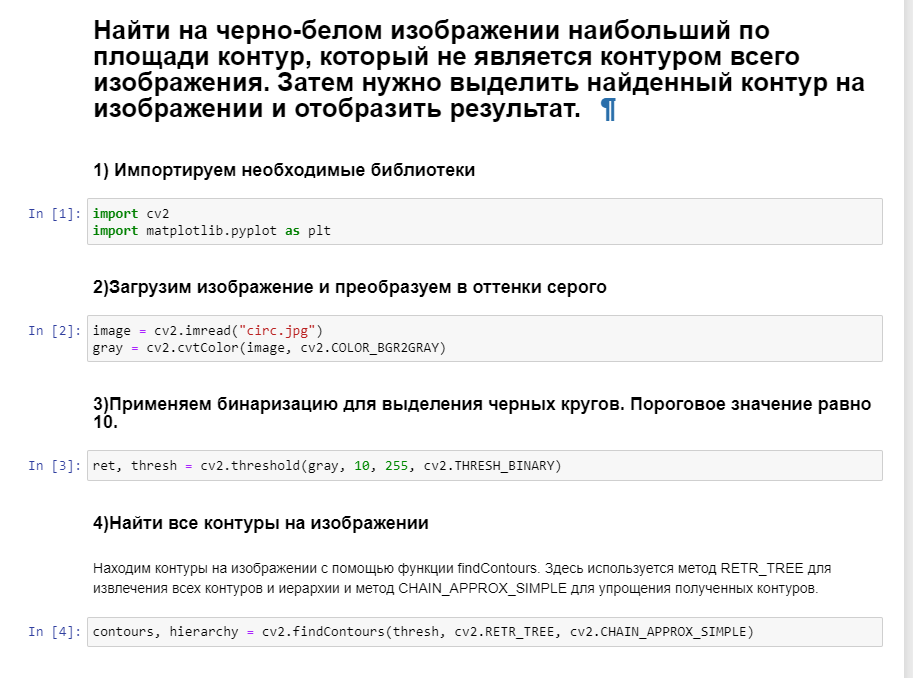 Найти на черно-белом изображении наибольший по
площади контур, который не является контуром всего
изображения. Затем нужно выделить найденный контур на
изображении и отобразить результат. ¶
1) Импортируем необходимые библиотеки
In [1]: import cv2
import matplotlib.pyplot as plt
2)Загрузим изображение и преобразуем в оттенки серого
In [2]: image = cv2.imread("circ.jpg")
gray = cv2.cvtColor(image, cv2.COLOR_BGR2GRAY)
3)Применяем бинаризацию для выделения черных кругов. Пороговое значение равно
10.
In [3]: ret, thresh = cv2.threshold(gray, 10, 255, cv2.THRESH_BINARY)
4)Найти все контуры на изображении
Находим контуры на изображении с помощью функции findContours. Здесь используется метод RETR_TREE для
извлечения всех контуров и иерархии и метод CHAIN_APPROX_SIMPLE для упрощения полученных контуров.
In [4]: contours, hierarchy = cv2.findContours(thresh, cv2.RETR_TREE, cv2.CHAIN_APPROX_SIMPLE)